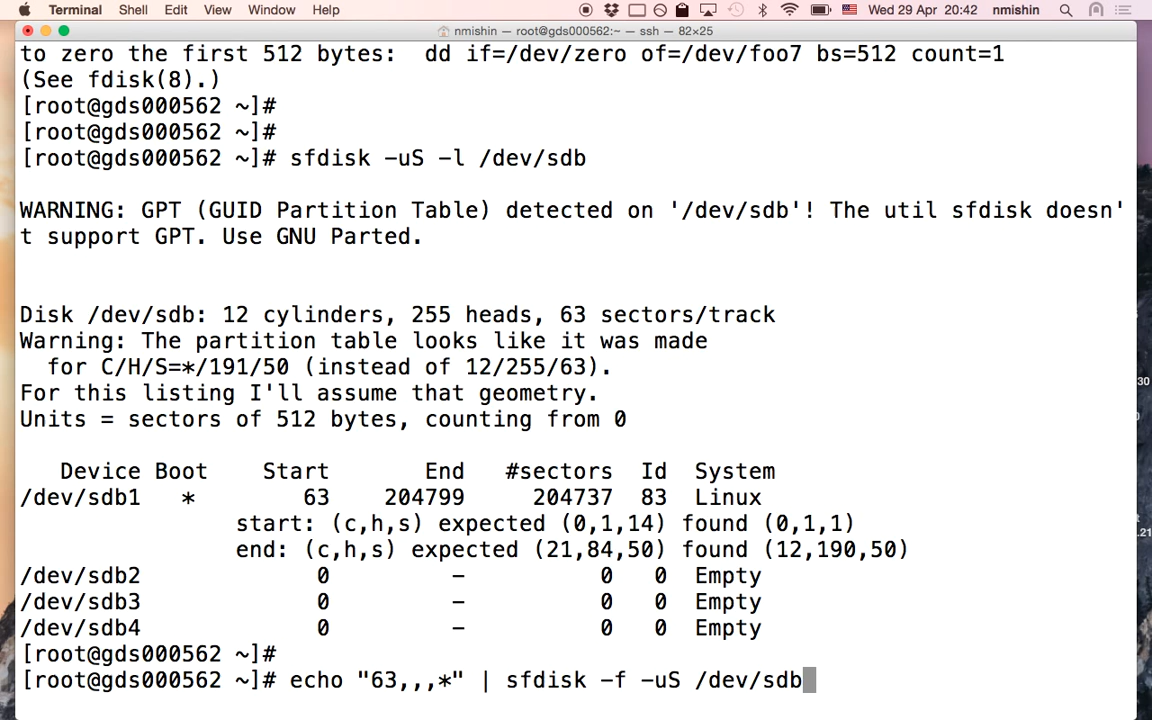 Terminal Shell Edit View Window Help Wed 29 Apr 20:42 nmishin
nmishin — root@gds000562:~ — ssh — 82×25
to zero the first 512 bytes:  dd if=/dev/zero of=/dev/foo7 bs=512 count=1
(See fdisk(8).)
[root@gds000562 ~]#
[root@gds000562 ~]#
[root@gds000562 ~]# sfdisk -uS -l /dev/sdb
WARNING: GPT (GUID Partition Table) detected on '/dev/sdb'! The util sfdisk doesn'
t support GPT. Use GNU Parted.
Disk /dev/sdb: 12 cylinders, 255 heads, 63 sectors/track
Warning: The partition table looks like it was made
  for C/H/S=*/191/50 (instead of 12/255/63).
For this listing I'll assume that geometry.
Units = sectors of 512 bytes, counting from 0
   Device Boot    Start       End   #sectors  Id  System
/dev/sdb1   *        63    204799     204737  83  Linux
                start: (c,h,s) expected (0,1,14) found (0,1,1)
                end: (c,h,s) expected (21,84,50) found (12,190,50)
/dev/sdb2             0         -          0   0  Empty
/dev/sdb3             0         -          0   0  Empty
/dev/sdb4             0         -          0   0  Empty
[root@gds000562 ~]#
[root@gds000562 ~]# echo "63,,,*" | sfdisk -f -uS /dev/sdb